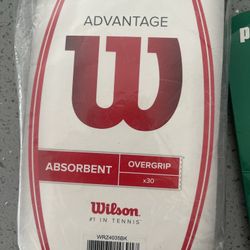 ADVANTAGE
W
ABSORBENT
OVERGRIP
x30
Wilson
#1 IN TENNIS
WRZ4035BK
p